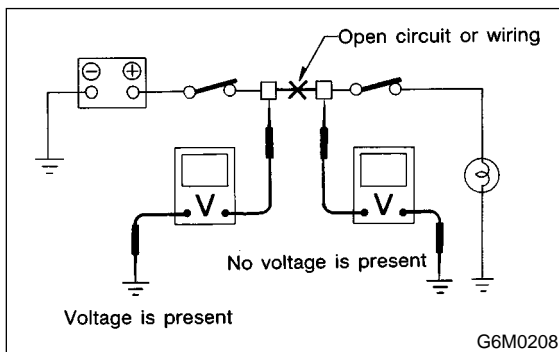 Open circuit or wiring
⊖ ⊕
V
V
No voltage is present
Voltage is present
G6M0208